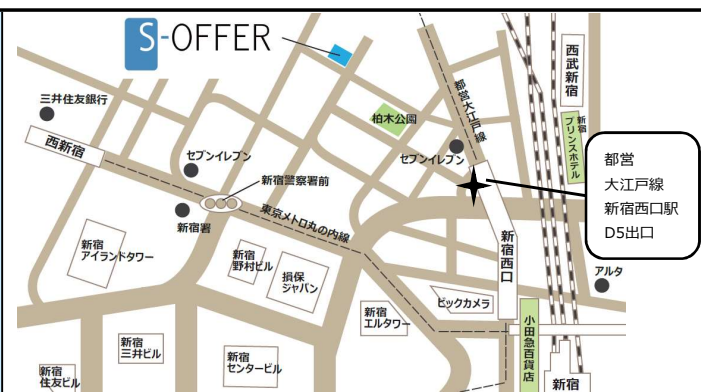 S-OFFER
三井住友銀行
西新宿
セブンイレブン
新宿警察署前
新宿署
東京メトロ丸の内線
柏木公園
都営大江戸線
セブンイレブン
西武新宿
新宿
プリンスホテル
都営
大江戸線
新宿西口駅
D5出口
新宿
アイランドタワー
新宿
野村ビル
損保
ジャパン
新宿西口
アルタ
ビックカメラ
新宿
エルタワー
小田急百貨店
新宿
三井ビル
新宿
センタービル
新宿
住友ビル
新宿